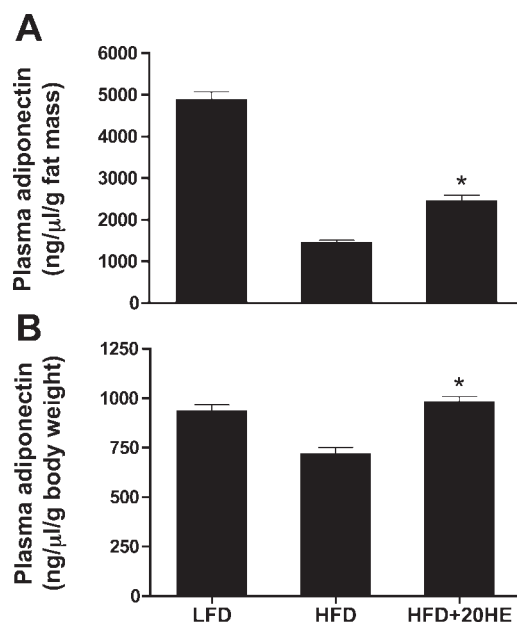 A
Plasma adiponectin
(ng/μl/g fat mass)
6000
5000
4000
3000
2000
1000
0
*
B
Plasma adiponectin
(ng/μl/g body weight)
1250
1000
750
500
250
0
*
LFD HFD HFD+20HE